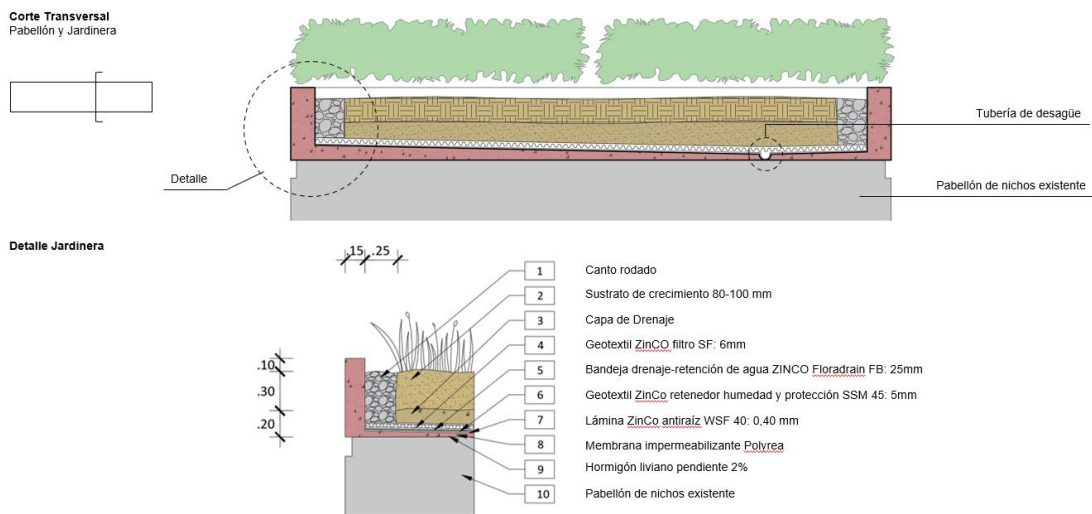 Corte Transversal
Pabellón y Jardinera
Tubería de desagüe
Detalle
Pabellón de nichos existente
Detalle Jardinera
.15 .25
1 Canto rodado
2 Sustrato de crecimiento 80-100 mm
3 Capa de Drenaje
4 Geotextil ZinCO filtro SF: 6mm
5 Bandeja drenaje-retención de agua ZINCO Floradrain FB: 25mm
6 Geotextil ZinCo retenedor humedad y protección SSM 45: 5mm
7 Lámina ZinCo antiraíz WSF 40: 0,40 mm
8 Membrana impermeabilizante Polyrea
9 Hormigón liviano pendiente 2%
10 Pabellón de nichos existente
.10
.30
.20